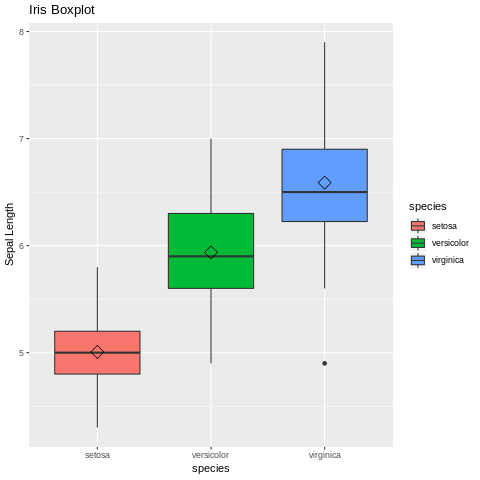 Iris Boxplot
8
7
6
5
Sepal Length
setosa
versicolor
virginica
species
species
setosa
versicolor
virginica